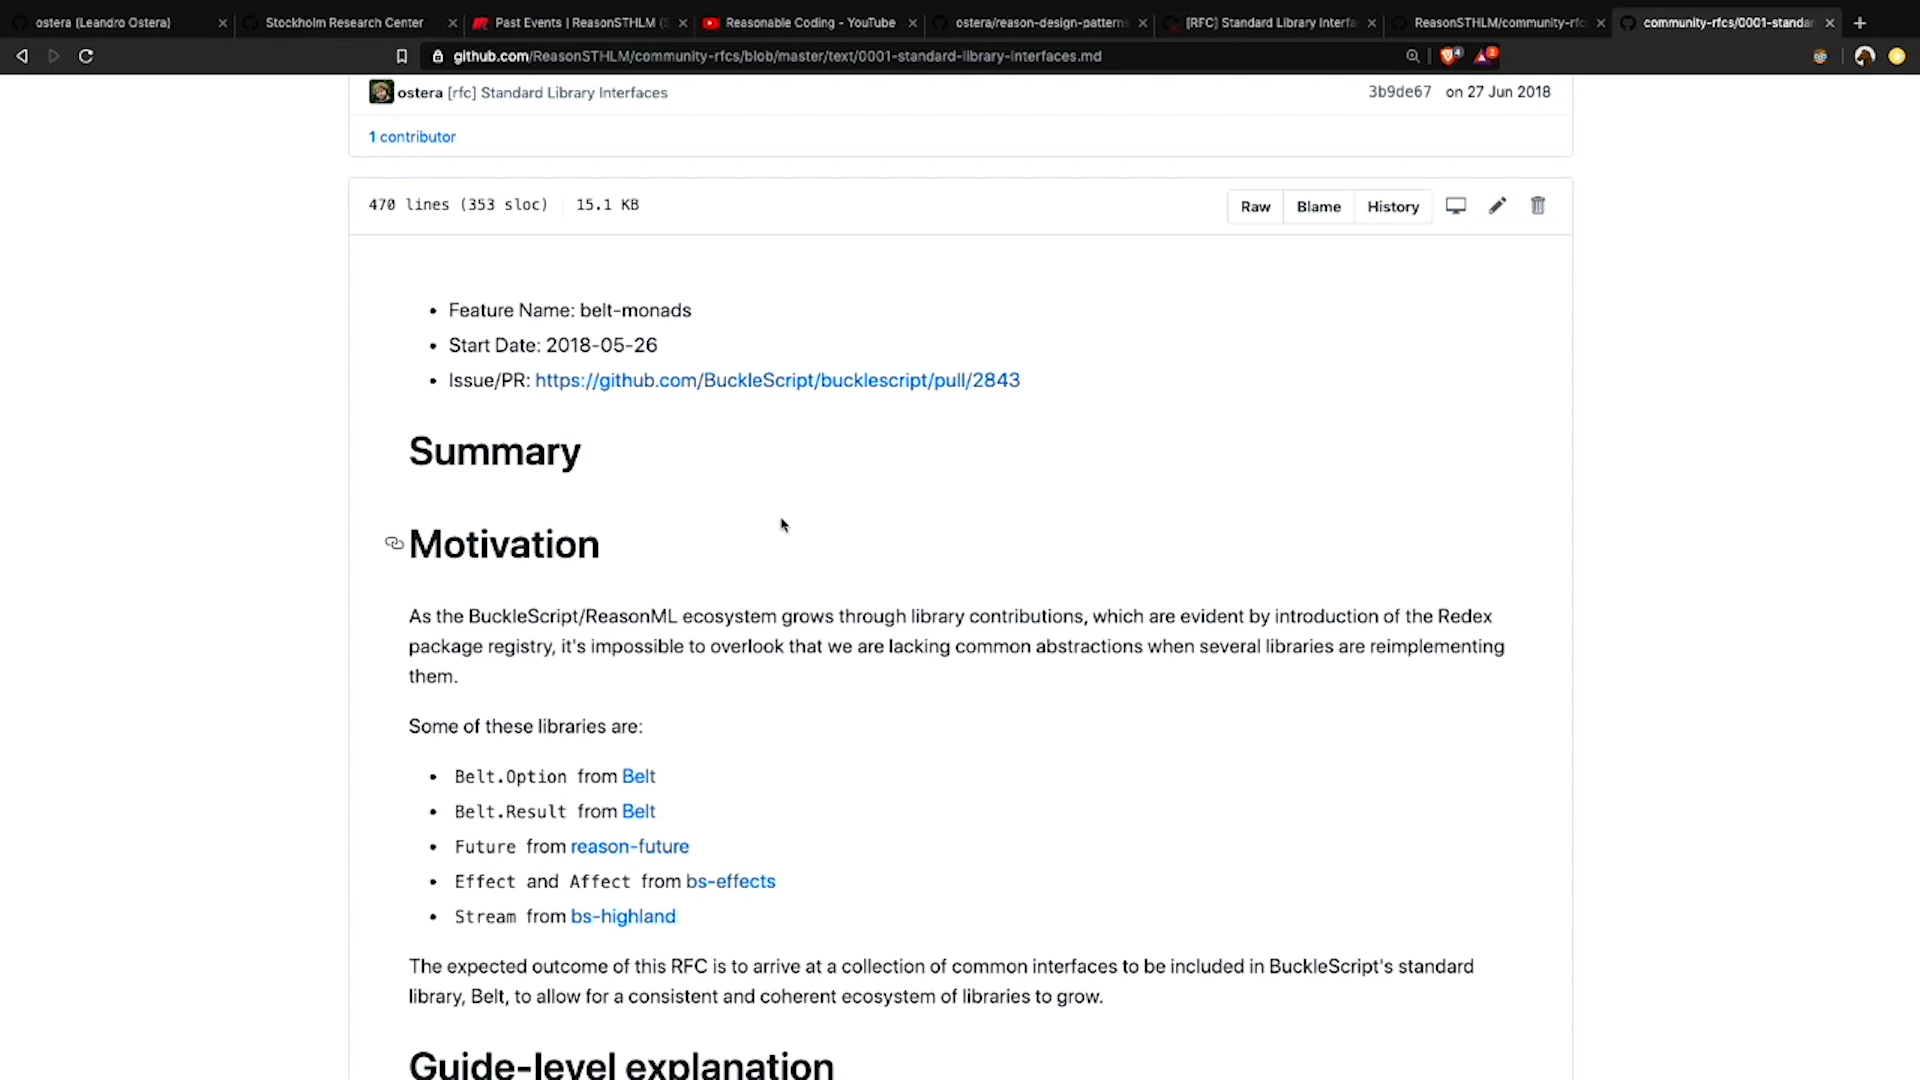 ostera (Leandro Ostera)
Stockholm Research Center
Past Events | ReasonSTHLM (S
Reasonable Coding - YouTube
ostera/reason-design-patterns
[RFC] Standard Library Interfa
ReasonSTHLM/community-rfc
community-rfcs/0001-standar
github.com/ReasonSTHLM/community-rfcs/blob/master/text/0001-standard-library-interfaces.md
4
2
ostera [rfc] Standard Library Interfaces
3b9de67 on 27 Jun 2018
1 contributor
470 lines (353 sloc) 15.1 KB
Raw Blame History
• Feature Name: belt-monads
• Start Date: 2018-05-26
• Issue/PR: https://github.com/BuckleScript/bucklescript/pull/2843
Summary
Motivation
As the BuckleScript/ReasonML ecosystem grows through library contributions, which are evident by introduction of the Redex
package registry, it's impossible to overlook that we are lacking common abstractions when several libraries are reimplementing
them.
Some of these libraries are:
• Belt.Option from Belt
• Belt.Result from Belt
• Future from reason-future
• Effect and Affect from bs-effects
• Stream from bs-highland
The expected outcome of this RFC is to arrive at a collection of common interfaces to be included in BuckleScript's standard
library, Belt, to allow for a consistent and coherent ecosystem of libraries to grow.
Guide-level explanation